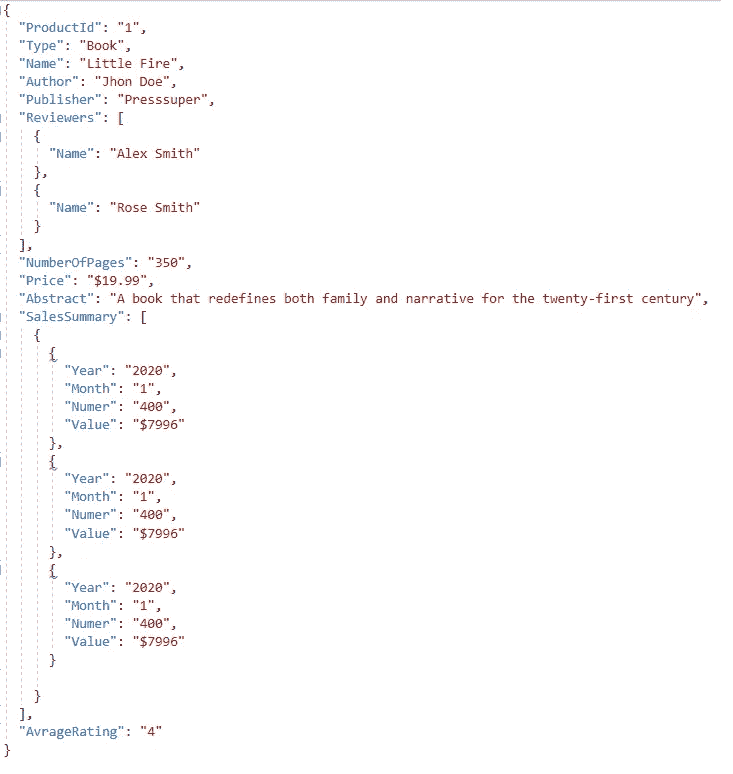 {
"ProductId": "1",
"Type": "Book",
"Name": "Little Fire",
"Author": "Jhon Doe",
"Publisher": "Presssuper",
"Reviewers": [
{
"Name": "Alex Smith"
},
{
"Name": "Rose Smith"
}
],
"NumberOfPages": "350",
"Price": "$19.99",
"Abstract": "A book that redefines both family and narrative for the twenty-first century",
"SalesSummary": [
{
{
"Year": "2020",
"Month": "1",
"Numer": "400",
"Value": "$7996"
},
{
"Year": "2020",
"Month": "1",
"Numer": "400",
"Value": "$7996"
},
{
"Year": "2020",
"Month": "1",
"Numer": "400",
"Value": "$7996"
}
}
],
"AvrageRating": "4"
}